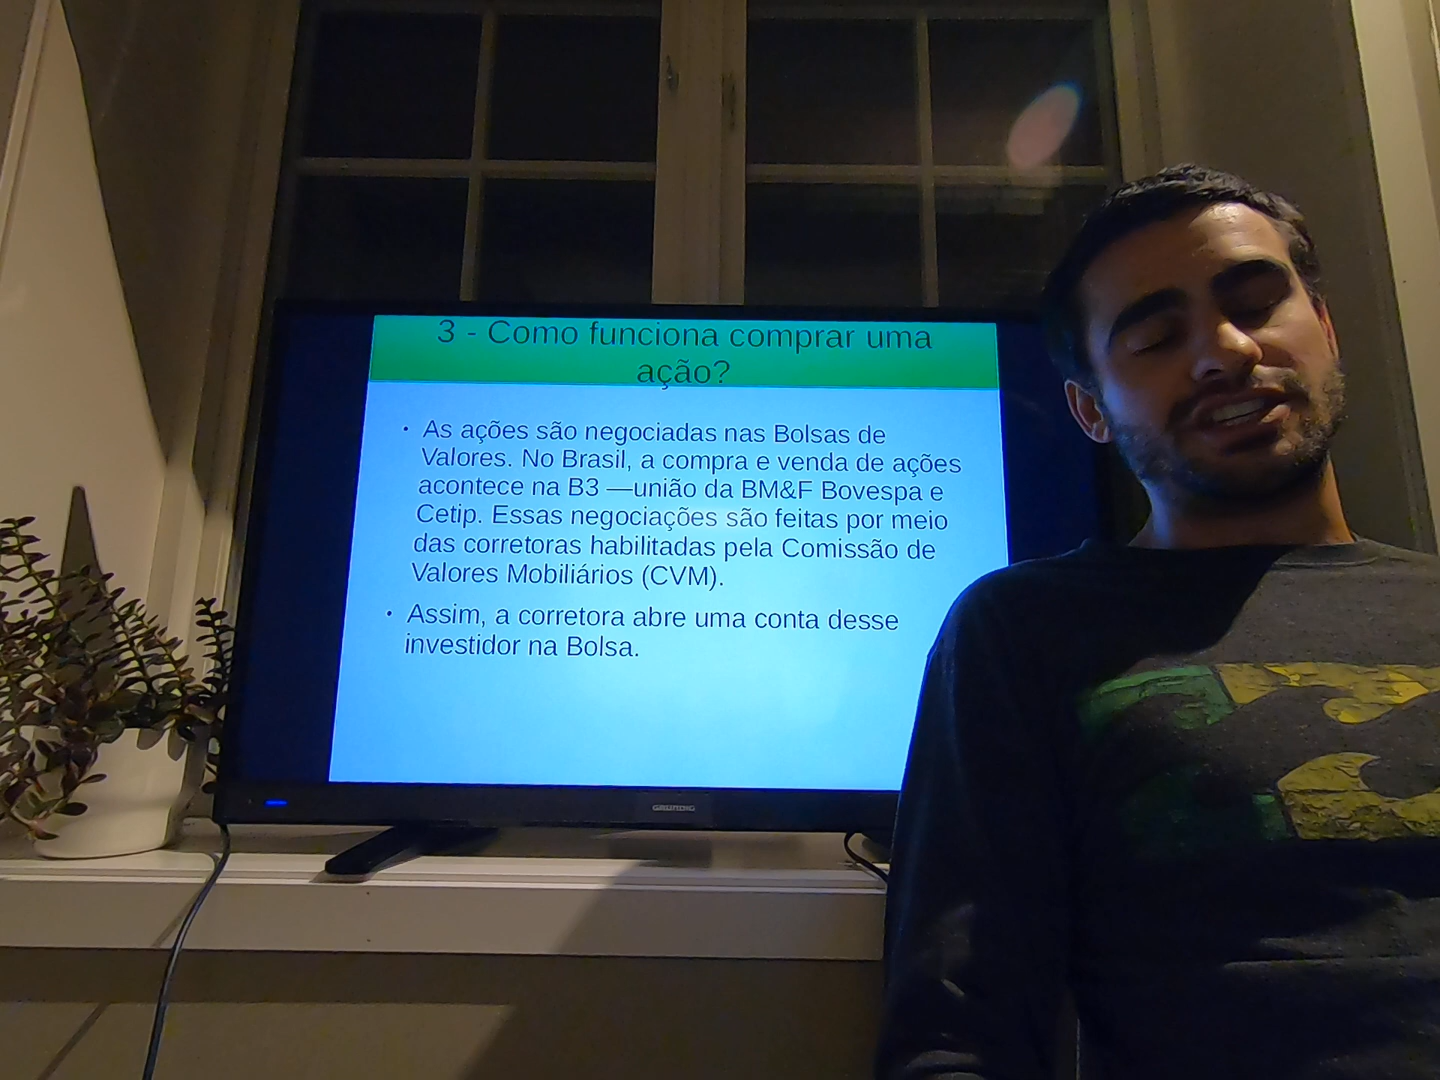 3 - Como funciona comprar uma
ação?
• As ações são negociadas nas Bolsas de
Valores. No Brasil, a compra e venda de ações
acontece na B3 —união da BM&F Bovespa e
Cetip. Essas negociações são feitas por meio
das corretoras habilitadas pela Comissão de
Valores Mobiliários (CVM).
• Assim, a corretora abre uma conta desse
investidor na Bolsa.
GRUNDIG